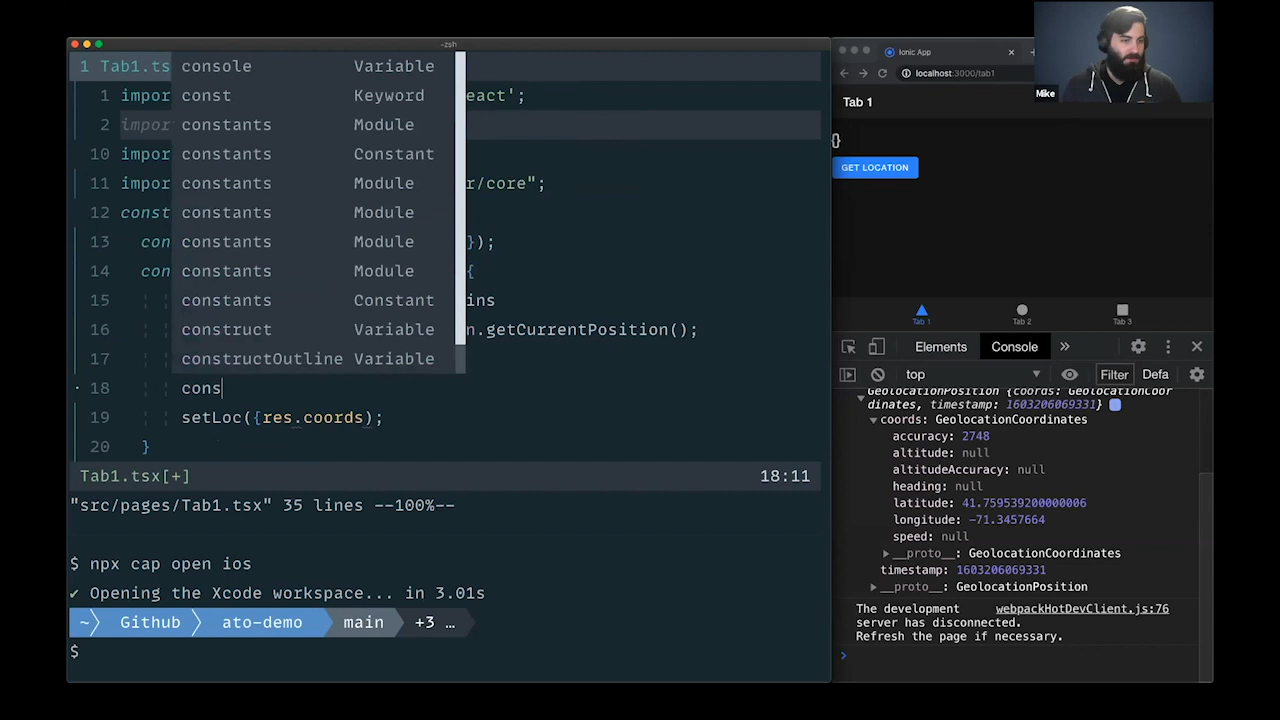 -zsh
1 Tab1.ts
console Variable
1 impor
const Keyword
eact';
2 impor
constants Module
10 impor
constants Constant
11 impor
constants Module
r/core";
12 const
constants Module
13 con
constants Module
});
14 con
constants Module
{
15
constants Constant
ins
16
construct Variable
n.getCurrentPosition();
17
constructOutline Variable
18 cons
19 setLoc({res.coords);
20 }
Tab1.tsx[+] 18:11
"src/pages/Tab1.tsx" 35 lines --100%--
$ npx cap open ios
✔ Opening the Xcode workspace... in 3.01s
~ Github ato-demo main +3 …
$
Ionic App
localhost:3000/tab1
Mike
Tab 1
{}
GET LOCATION
Tab 1 Tab 2 Tab 3
Elements Console »
top Filter Defa
GeolocationPosition {coords: GeolocationCoor
dinates, timestamp: 1603206069331}
coords: GeolocationCoordinates
accuracy: 2748
altitude: null
altitudeAccuracy: null
heading: null
latitude: 41.759539200000006
longitude: -71.3457664
speed: null
__proto__: GeolocationCoordinates
timestamp: 1603206069331
__proto__: GeolocationPosition
The development webpackHotDevClient.js:76
server has disconnected.
Refresh the page if necessary.